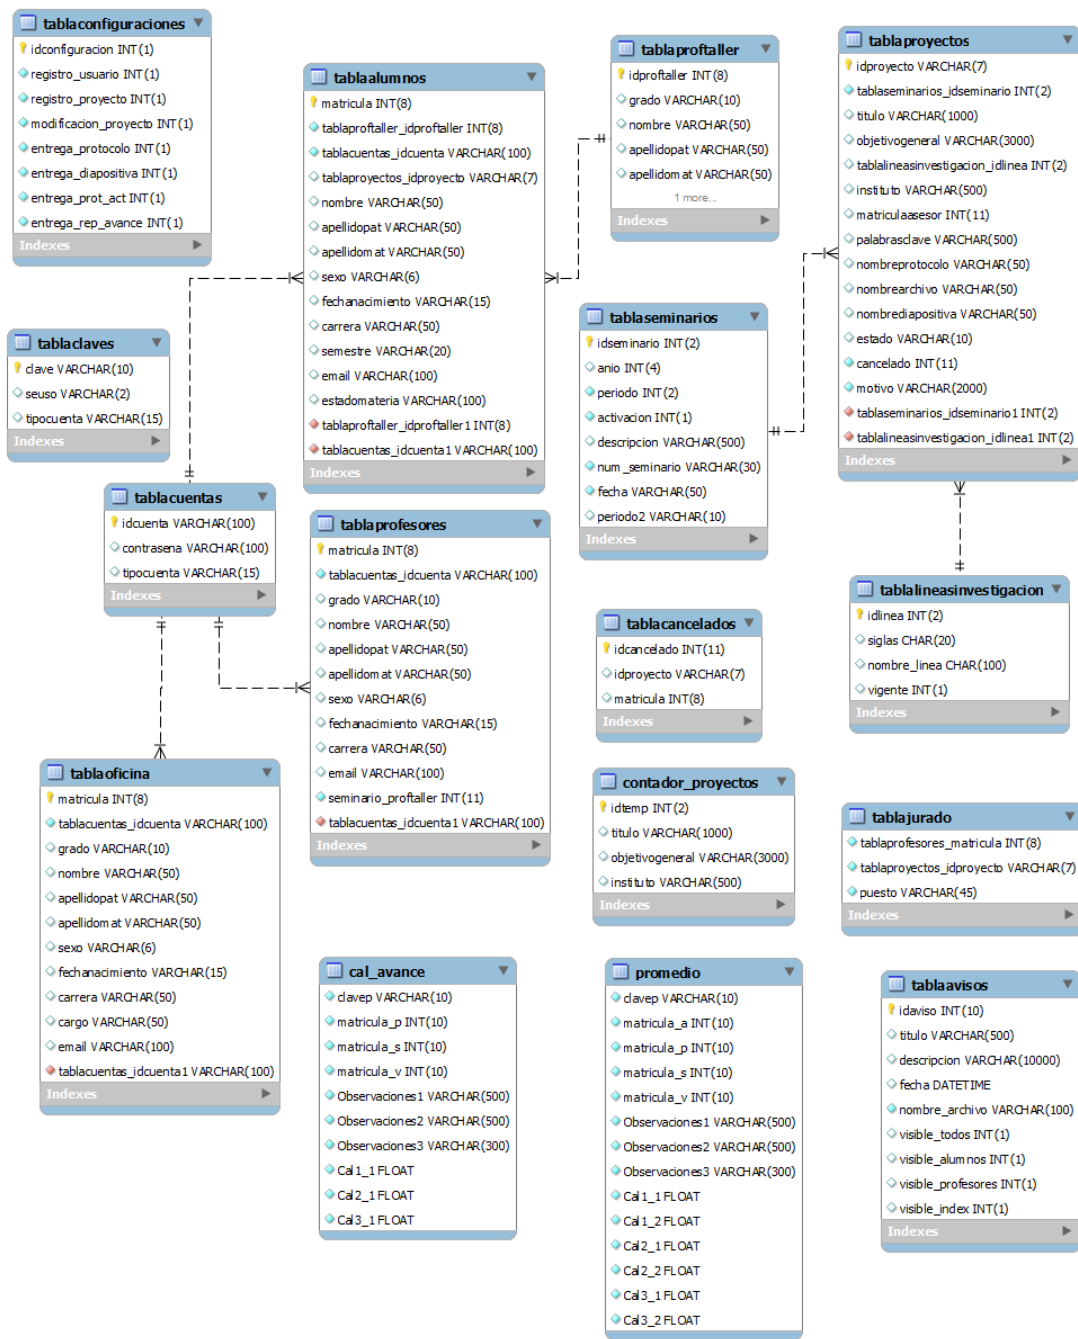 tablaconfiguraciones
idconfiguracion INT(1)
registro_usuario INT(1)
registro_proyecto INT(1)
modificacion_proyecto INT(1)
entrega_protocolo INT(1)
entrega_diapositiva INT(1)
entrega_prot_act INT(1)
entrega_rep_avance INT(1)
Indexes
tablaalumnos
matricula INT(8)
tablaproftaller_idproftaller INT(8)
tablacuentas_idcuenta VARCHAR(100)
tablaproyectos_idproyecto VARCHAR(7)
nombre VARCHAR(50)
apellidopat VARCHAR(50)
apellidomat VARCHAR(50)
sexo VARCHAR(6)
fechanacimiento VARCHAR(15)
carrera VARCHAR(50)
semestre VARCHAR(20)
email VARCHAR(100)
estadomateria VARCHAR(100)
tablaproftaller_idproftaller1 INT(8)
tablacuentas_idcuenta1 VARCHAR(100)
Indexes
tablaproftaller
idproftaller INT(8)
grado VARCHAR(10)
nombre VARCHAR(50)
apellidopat VARCHAR(50)
apellidomat VARCHAR(50)
1 more...
Indexes
tablaproyectos
idproyecto VARCHAR(7)
tablaseminarios_idseminario INT(2)
titulo VARCHAR(1000)
objetivogeneral VARCHAR(3000)
tablalineasinvestigacion_idlinea INT(2)
instituto VARCHAR(500)
matriculaasesor INT(11)
palabrasclave VARCHAR(500)
nombreprotocolo VARCHAR(50)
nombrearchivo VARCHAR(50)
nombrediapositiva VARCHAR(50)
estado VARCHAR(10)
cancelado INT(11)
motivo VARCHAR(2000)
tablaseminarios_idseminario1 INT(2)
tablalineasinvestigacion_idlinea1 INT(2)
Indexes
tablaclaves
clave VARCHAR(10)
seuso VARCHAR(2)
tipocuenta VARCHAR(15)
Indexes
tablaseminarios
idseminario INT(2)
anio INT(4)
periodo INT(2)
activacion INT(1)
descripcion VARCHAR(500)
num_seminario VARCHAR(30)
fecha VARCHAR(50)
periodo2 VARCHAR(10)
Indexes
tablacuentas
idcuenta VARCHAR(100)
contrasena VARCHAR(100)
tipocuenta VARCHAR(15)
Indexes
tablaprofesores
matricula INT(8)
tablacuentas_idcuenta VARCHAR(100)
grado VARCHAR(10)
nombre VARCHAR(50)
apellidopat VARCHAR(50)
apellidomat VARCHAR(50)
sexo VARCHAR(6)
fechanacimiento VARCHAR(15)
carrera VARCHAR(50)
email VARCHAR(100)
seminario_proftaller INT(11)
tablacuentas_idcuenta1 VARCHAR(100)
Indexes
tablacancelados
idcancelado INT(11)
idproyecto VARCHAR(7)
matricula INT(8)
Indexes
tablalineasinvestigacion
idlinea INT(2)
siglas CHAR(20)
nombre_linea CHAR(100)
vigente INT(1)
Indexes
tablaoficina
matricula INT(8)
tablacuentas_idcuenta VARCHAR(100)
grado VARCHAR(10)
nombre VARCHAR(50)
apellidopat VARCHAR(50)
apellidomat VARCHAR(50)
sexo VARCHAR(6)
fechanacimiento VARCHAR(15)
carrera VARCHAR(50)
cargo VARCHAR(50)
email VARCHAR(100)
tablacuentas_idcuenta1 VARCHAR(100)
Indexes
contador_proyectos
idtemp INT(2)
titulo VARCHAR(1000)
objetivogeneral VARCHAR(3000)
instituto VARCHAR(500)
Indexes
tablajurado
tablaprofesores_matricula INT(8)
tablaproyectos_idproyecto VARCHAR(7)
puesto VARCHAR(45)
Indexes
cal_avance
clavep VARCHAR(10)
matricula_p INT(10)
matricula_s INT(10)
matricula_v INT(10)
Observaciones1 VARCHAR(500)
Observaciones2 VARCHAR(500)
Observaciones3 VARCHAR(300)
Cal1_1 FLOAT
Cal2_1 FLOAT
Cal3_1 FLOAT
promedio
clavep VARCHAR(10)
matricula_a INT(10)
matricula_p INT(10)
matricula_s INT(10)
matricula_v INT(10)
Observaciones1 VARCHAR(500)
Observaciones2 VARCHAR(500)
Observaciones3 VARCHAR(300)
Cal1_1 FLOAT
Cal1_2 FLOAT
Cal2_1 FLOAT
Cal2_2 FLOAT
Cal3_1 FLOAT
Cal3_2 FLOAT
tablaavisos
idaviso INT(10)
titulo VARCHAR(500)
descripcion VARCHAR(10000)
fecha DATETIME
nombre_archivo VARCHAR(100)
visible_todos INT(1)
visible_alumnos INT(1)
visible_profesores INT(1)
visible_index INT(1)
Indexes